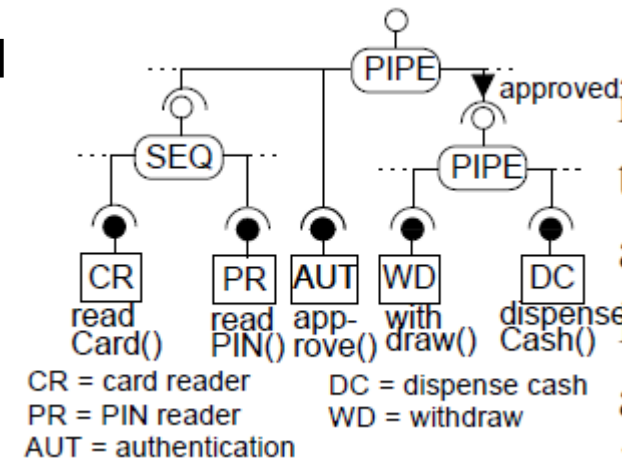 PIPE
approved
SEQ
PIPE
CR
PR
AUT
WD
DC
read
Card()
read
PIN()
app-
rove()
with
draw()
dispense
Cash()
CR = card reader
PR = PIN reader
AUT = authentication
DC = dispense cash
WD = withdraw